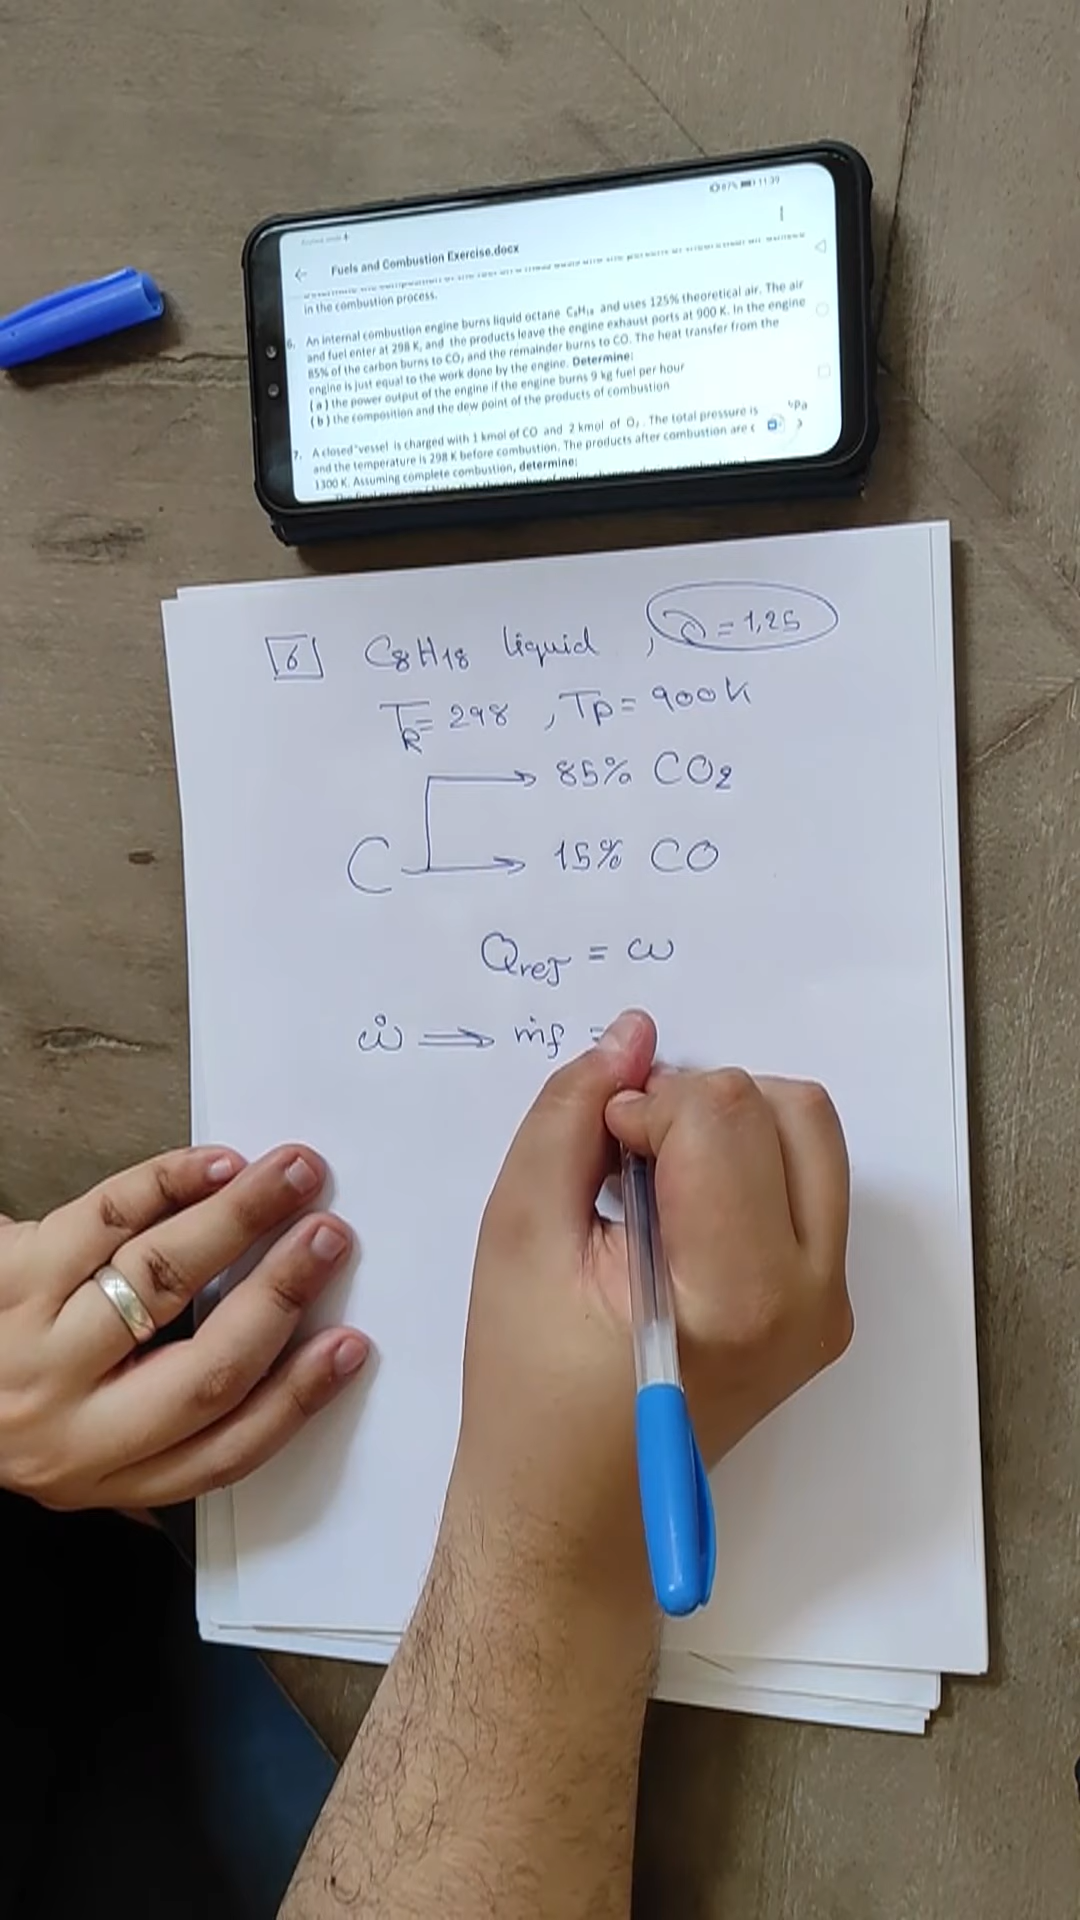 87% 11:39
Fuels and Combustion Exercise.docx
in the combustion process.
6. An internal combustion engine burns liquid octane C₈H₁₈ and uses 125% theoretical air. The air
and fuel enter at 298 K, and the products leave the engine exhaust ports at 900 K. In the engine
85% of the carbon burns to CO₂ and the remainder burns to CO. The heat transfer from the
engine is just equal to the work done by the engine. Determine:
(a) the power output of the engine if the engine burns 9 kg fuel per hour
(b) the composition and the dew point of the products of combustion
7. A closed vessel is charged with 1 kmol of CO and 2 kmol of O₂. The total pressure is
and the temperature is 298 K before combustion. The products after combustion are
1300 K. Assuming complete combustion, determine:
6 C8H18 liquid , = 1,25
TR = 298 , Tp = 900 K
85% CO2
C 15% CO
Qrej = ω
ẇ ⟹ ṁf =